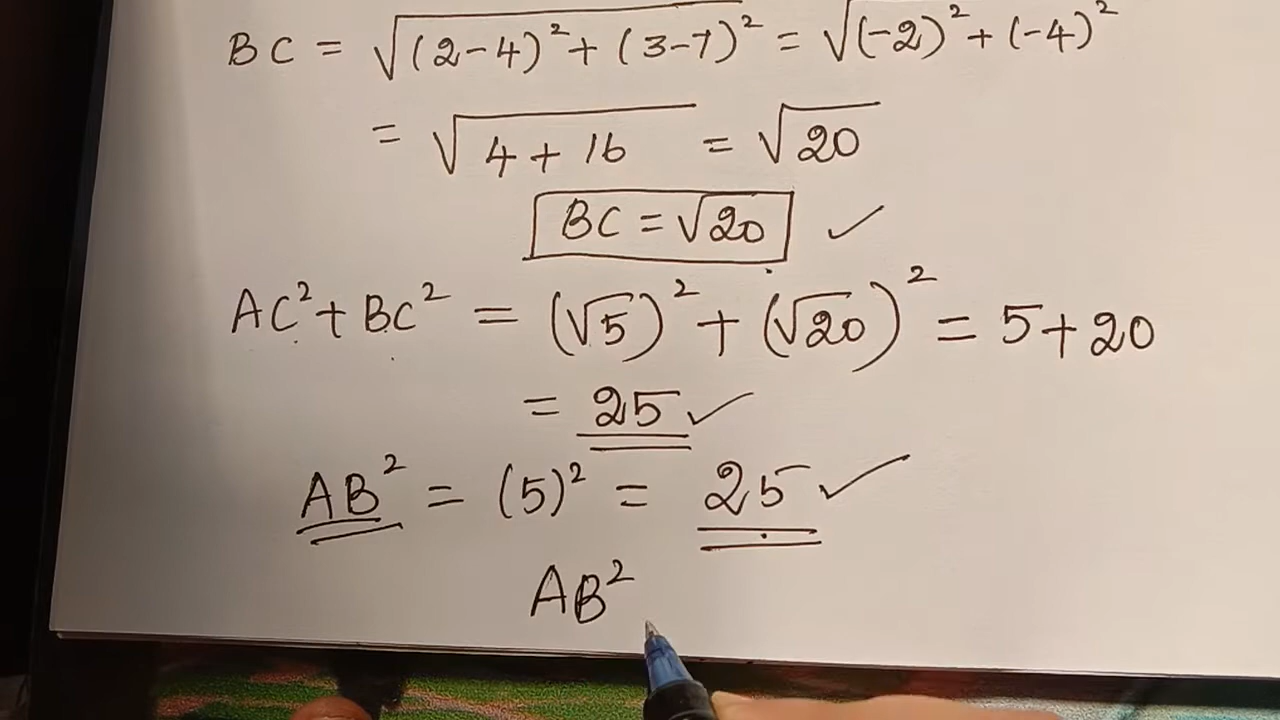 BC = √(2-4)² + (3-7)² = √(-2)² + (-4)²
= √4 + 16 = √20
BC = √20 ✓
AC² + BC² = (√5)² + (√20)² = 5 + 20
= 25 ✓
AB² = (5)² = 25 ✓
AB²